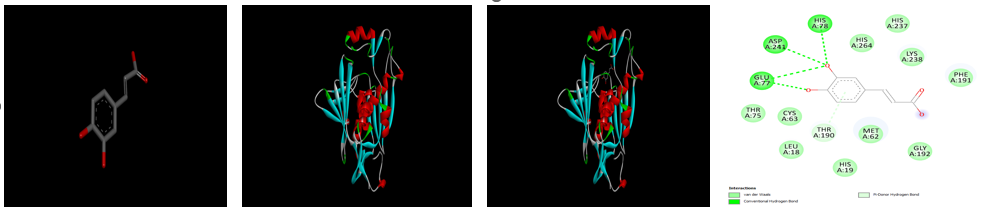 HIS
A:78
HIS
A:237
ASP
A:241
HIS
A:264
LYS
A:238
GLU
A:77
PHE
A:191
THR
A:75
CYS
A:63
THR
A:190
MET
A:62
LEU
A:18
GLY
A:192
HIS
A:19
Interactions
van der Waals
Conventional Hydrogen Bond
Pi-Donor Hydrogen Bond